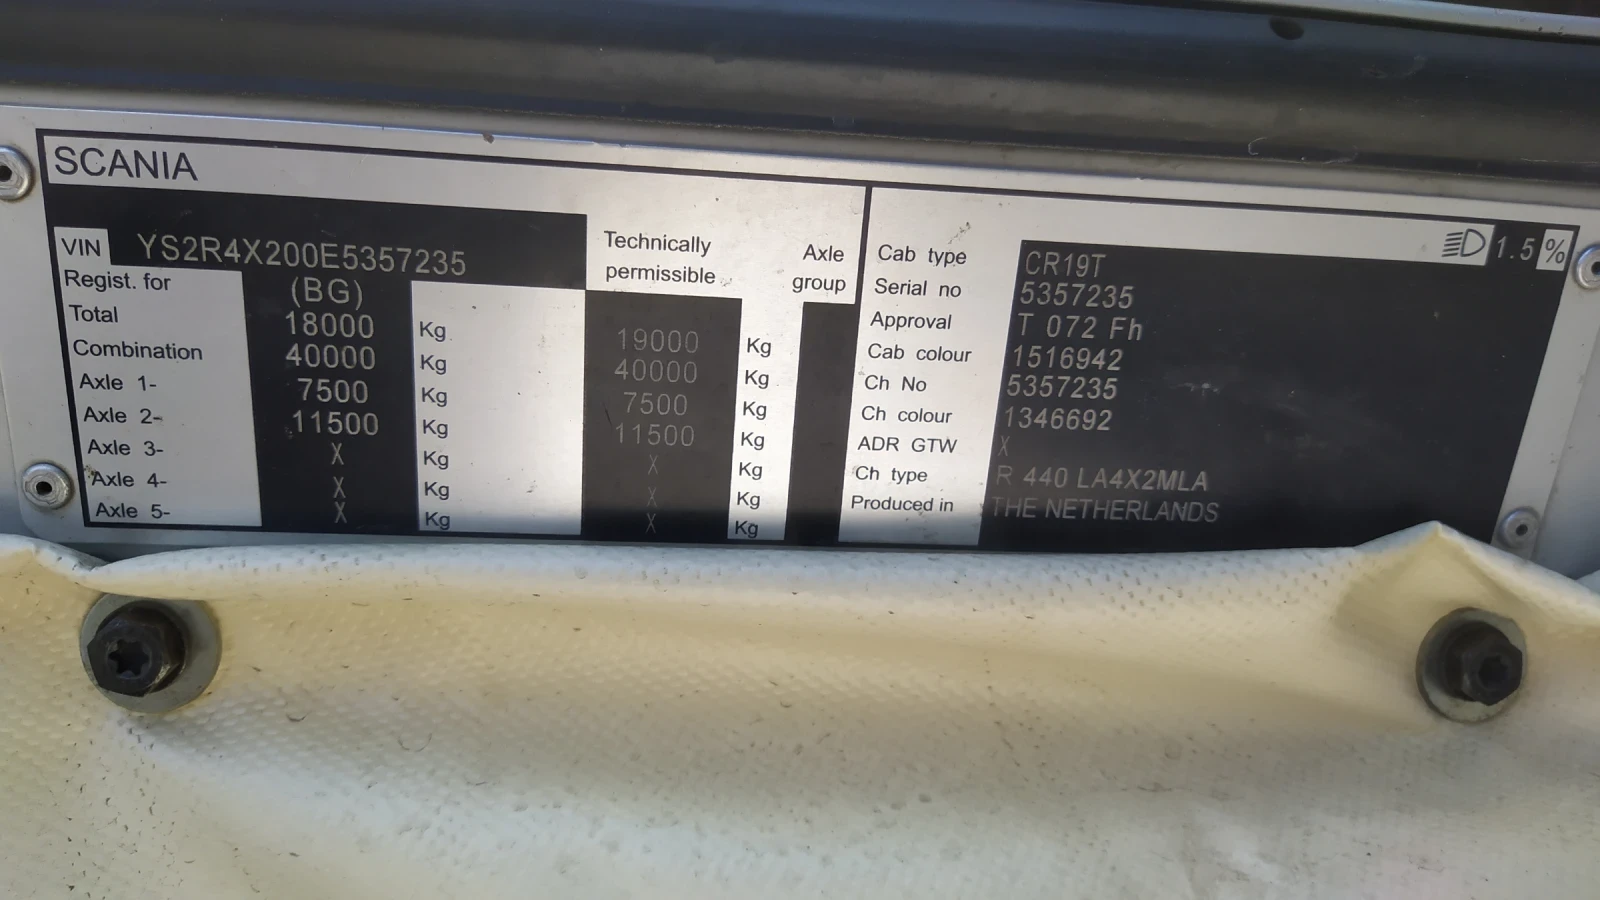 SCANIA
VIN YS2R4X200E5357235
Regist. for (BG)
Technically permissible
Axle group
Total 18000 Kg 19000 Kg
Combination 40000 Kg 40000 Kg
Axle 1- 7500 Kg 7500 Kg
Axle 2- 11500 Kg 11500 Kg
Axle 3- X Kg X Kg
Axle 4- X Kg X Kg
Axle 5- X Kg X Kg
1.5 %
Cab type CR19T
Serial no 5357235
Approval T 072 Fh
Cab colour 1516942
Ch No 5357235
Ch colour 1346692
ADR GTW X
Ch type R 440 LA4X2MLA
Produced in THE NETHERLANDS